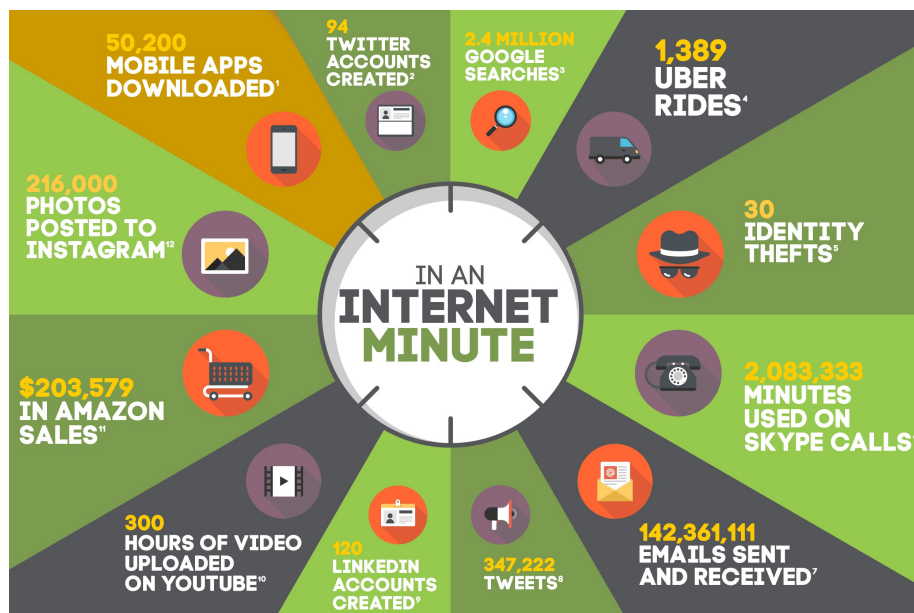 IN AN
INTERNET
MINUTE
50,200
MOBILE APPS
DOWNLOADED¹
94
TWITTER
ACCOUNTS
CREATED²
2.4 MILLION
GOOGLE
SEARCHES³
1,389
UBER
RIDES⁴
30
IDENTITY
THEFTS⁵
2,083,333
MINUTES
USED ON
SKYPE CALLS
142,361,111
EMAILS SENT
AND RECEIVED⁷
347,222
TWEETS⁸
120
LINKEDIN
ACCOUNTS
CREATED⁹
300
HOURS OF VIDEO
UPLOADED
ON YOUTUBE¹⁰
$203,579
IN AMAZON
SALES¹¹
216,000
PHOTOS
POSTED TO
INSTAGRAM¹²